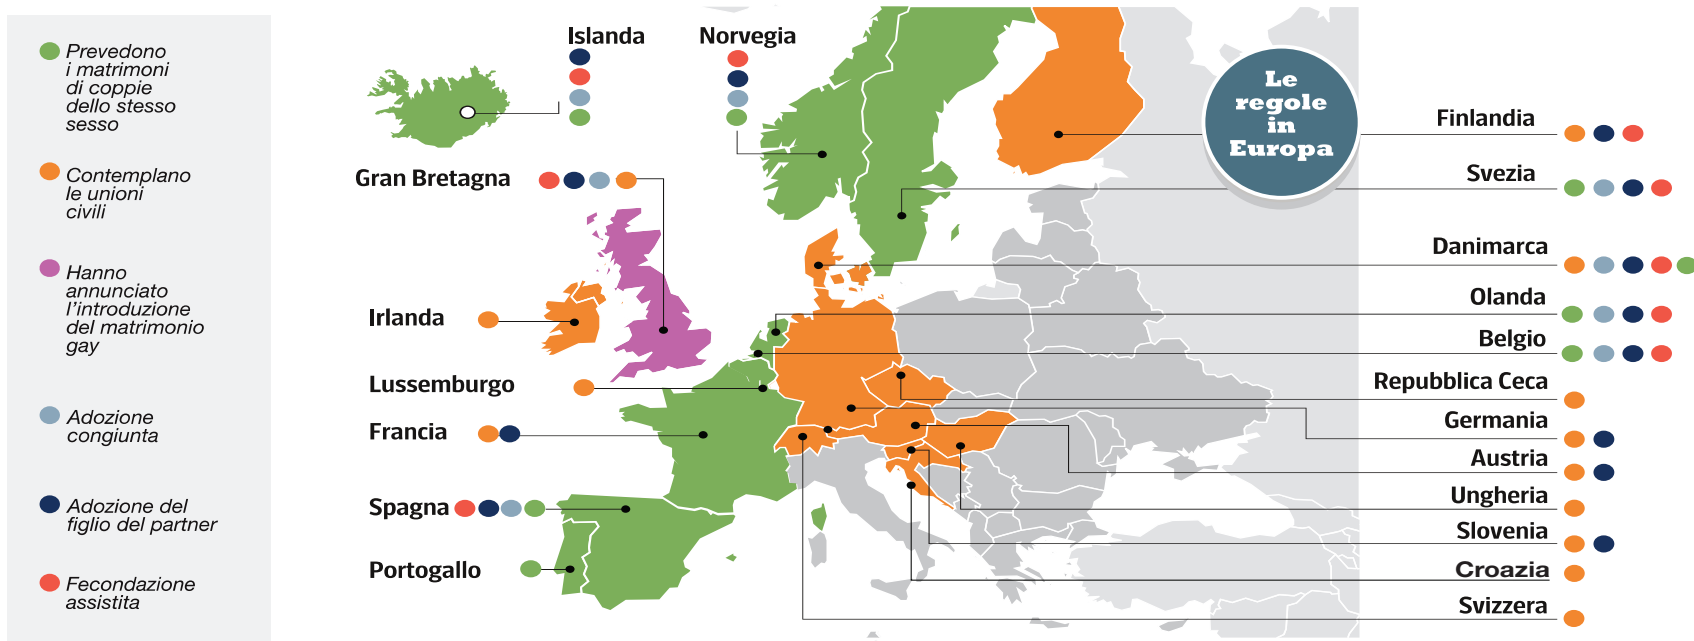 Prevedono
i matrimoni
di coppie
dello stesso
sesso
Contemplano
le unioni
civili
Hanno
annunciato
l'introduzione
del matrimonio
gay
Adozione
congiunta
Adozione del
figlio del partner
Fecondazione
assistita
Islanda
Norvegia
Gran Bretagna
Irlanda
Lussemburgo
Francia
Spagna
Portogallo
Le
regole
in
Europa
Finlandia
Svezia
Danimarca
Olanda
Belgio
Repubblica Ceca
Germania
Austria
Ungheria
Slovenia
Croazia
Svizzera